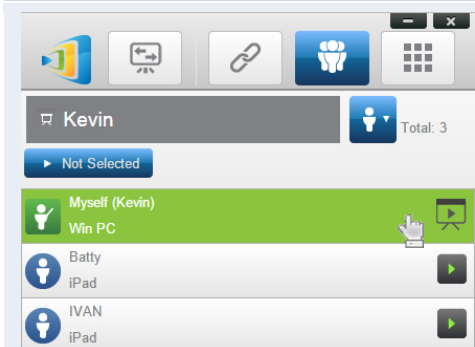 Kevin
Total: 3
Not Selected
Myself (Kevin)
Win PC
Batty
iPad
IVAN
iPad